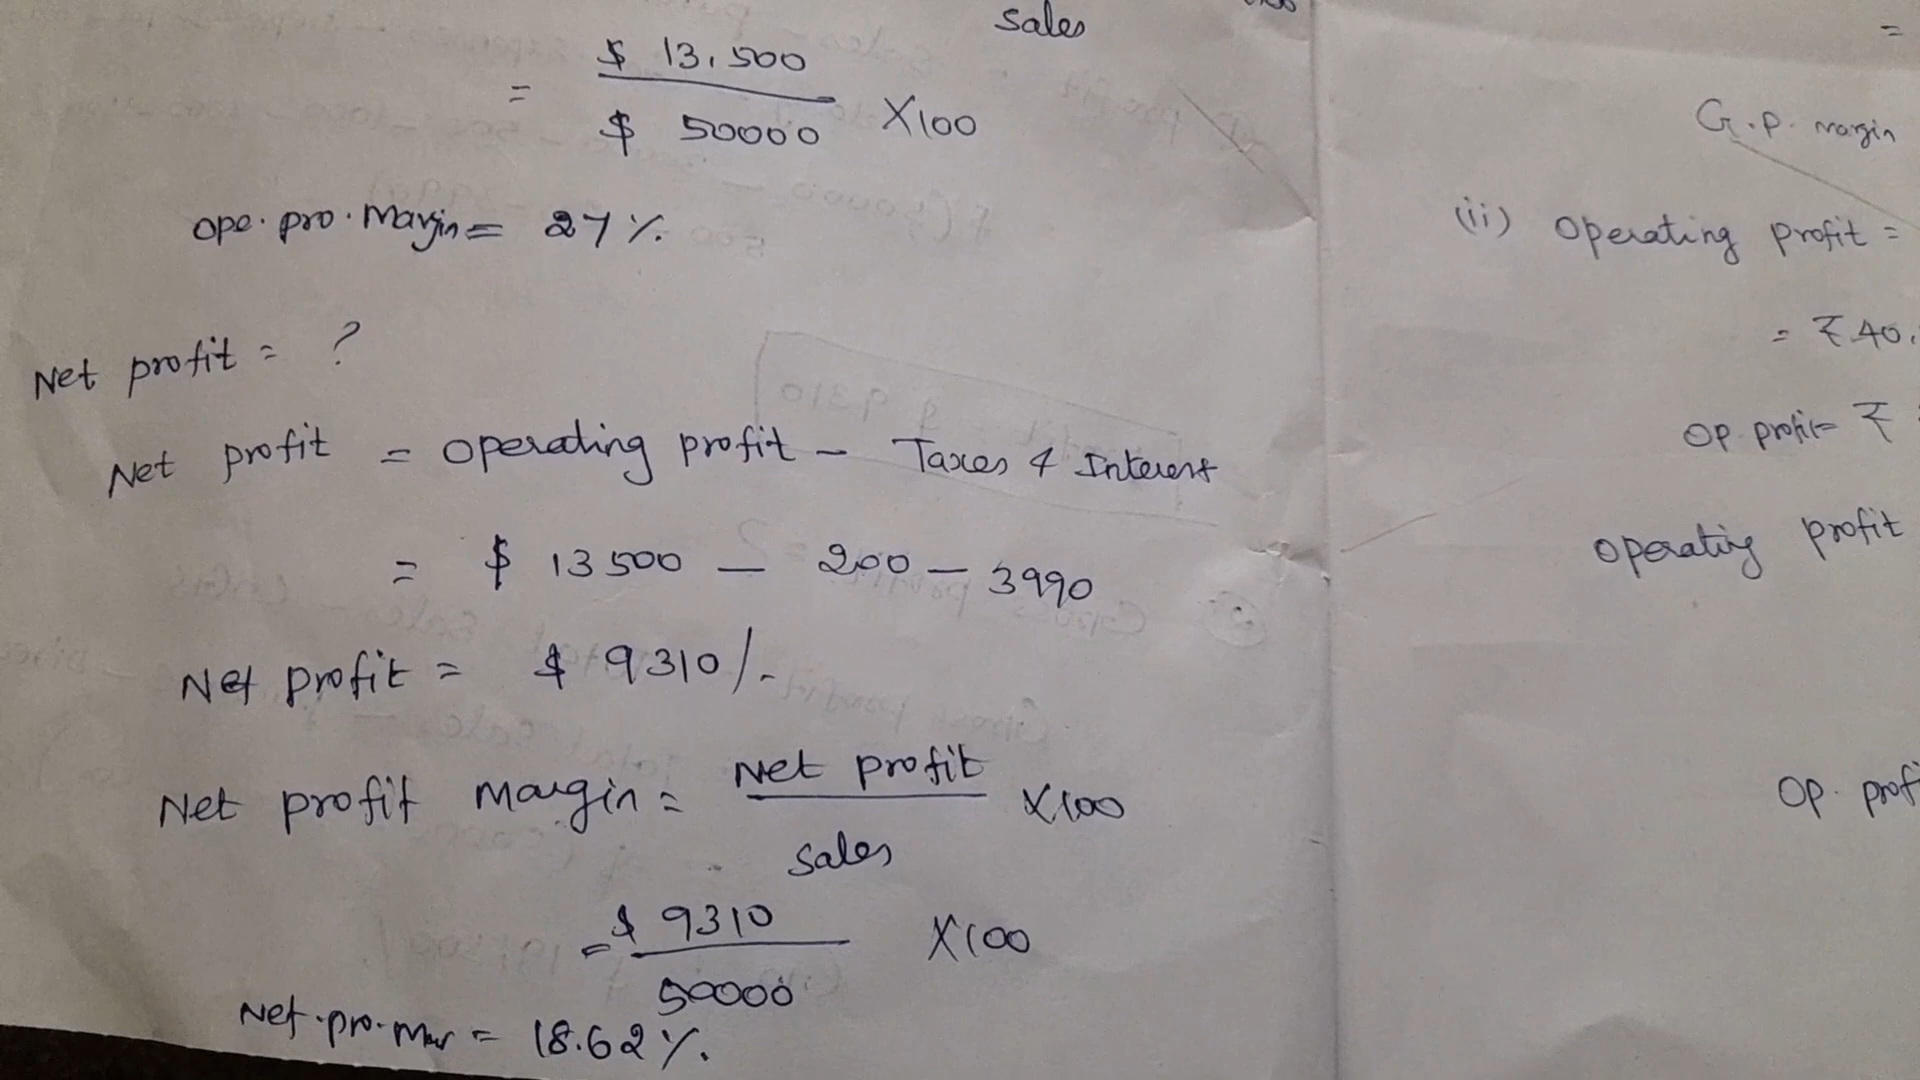 sales
= $ 13,500
$ 50000 X100
ope. pro. Margin = 27 %.
Net profit = ?
Net profit = operating profit - Taxes & Interest
= $ 13500 - 200 - 3990
Net profit = $ 9310/-
Net profit margin = Net profit
sales X100
= $ 9310
50000 X100
Net.pro.Mar = 18.62 %.
=
G.P. margin
(ii) operating profit =
= ₹40,
OP. profit = ₹
operating profit
OP. profi